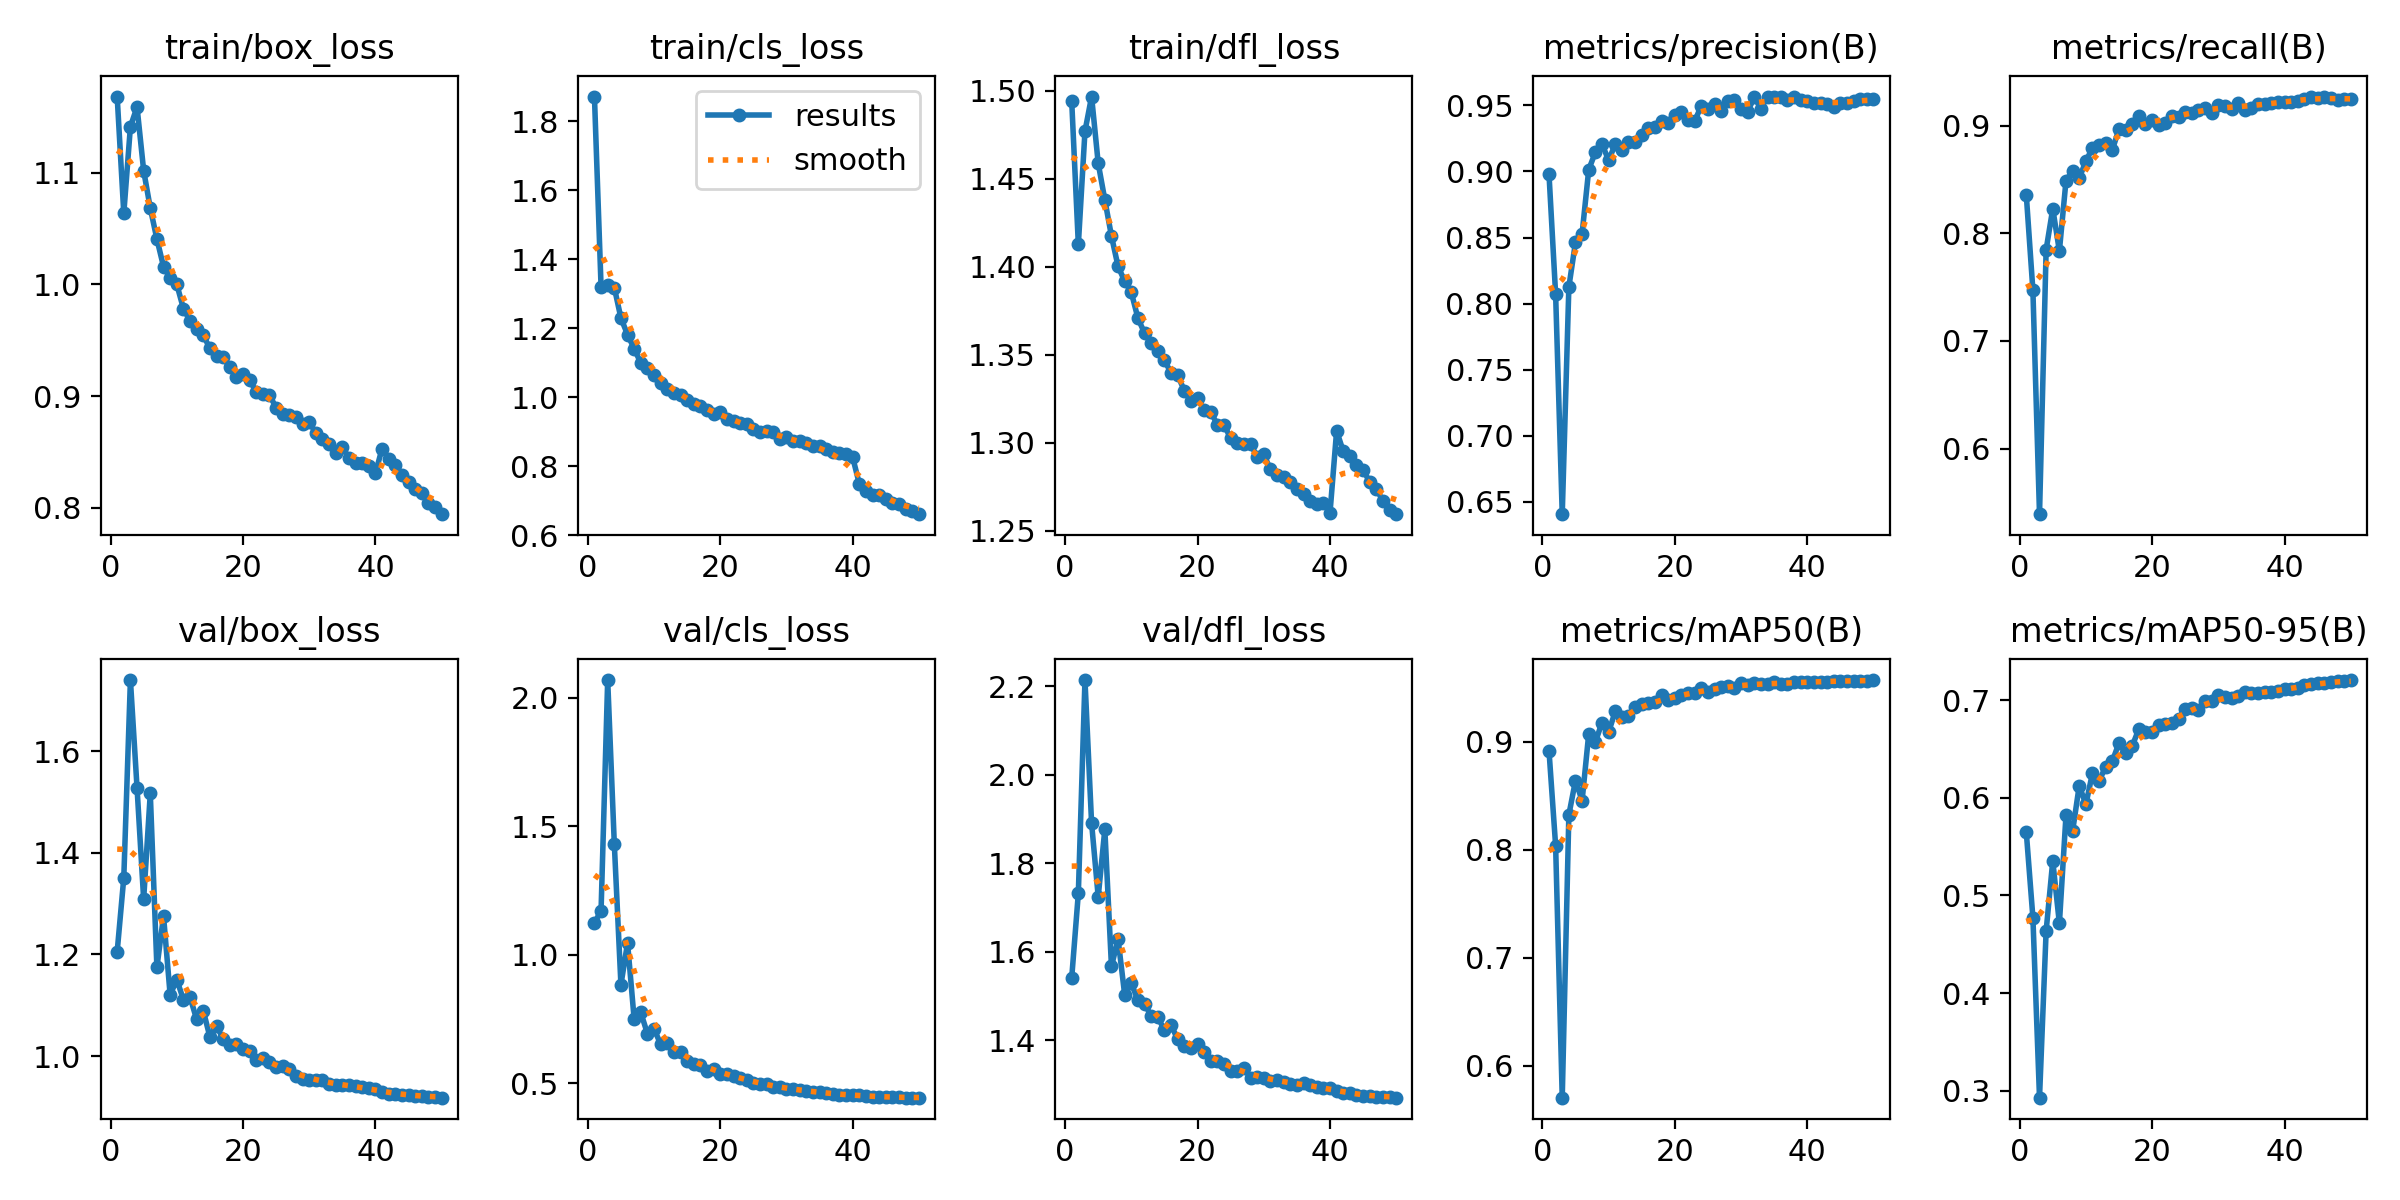 train/box_loss
1.1
1.0
0.9
0.8
0 20 40
train/cls_loss
results
smooth
1.8
1.6
1.4
1.2
1.0
0.8
0.6
0 20 40
train/dfl_loss
1.50
1.45
1.40
1.35
1.30
1.25
0 20 40
metrics/precision(B)
0.95
0.90
0.85
0.80
0.75
0.70
0.65
0 20 40
metrics/recall(B)
0.9
0.8
0.7
0.6
0 20 40
val/box_loss
1.6
1.4
1.2
1.0
0 20 40
val/cls_loss
2.0
1.5
1.0
0.5
0 20 40
val/dfl_loss
2.2
2.0
1.8
1.6
1.4
0 20 40
metrics/mAP50(B)
0.9
0.8
0.7
0.6
0 20 40
metrics/mAP50-95(B)
0.7
0.6
0.5
0.4
0.3
0 20 40